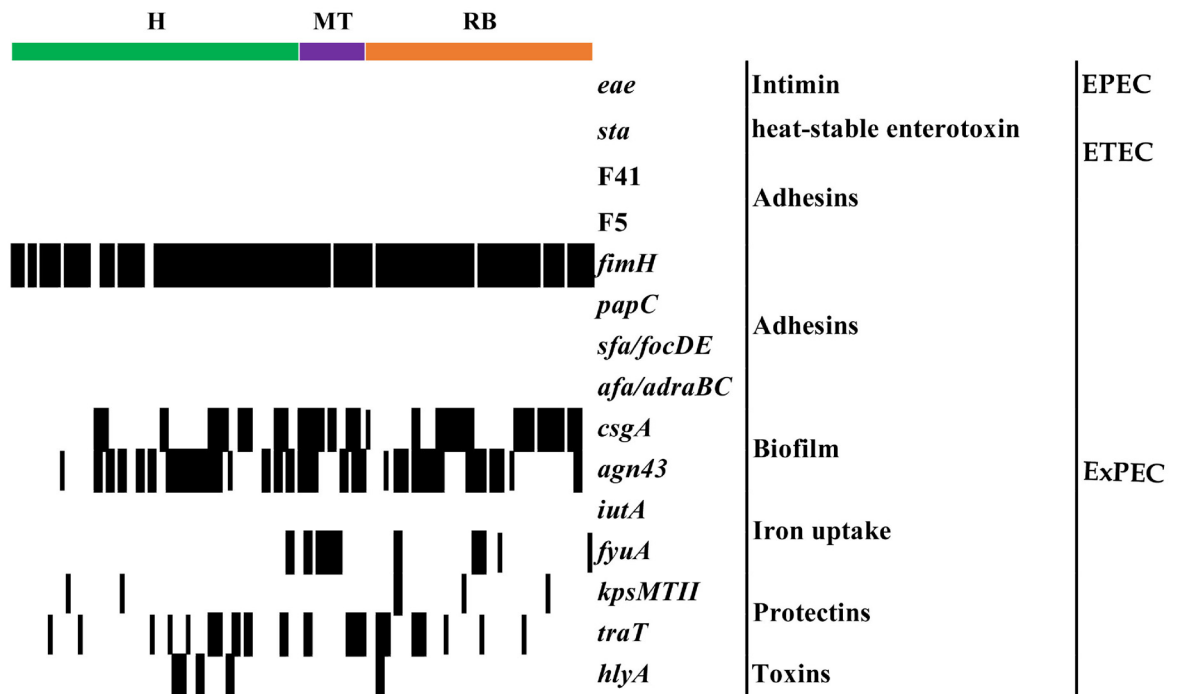 H MT RB
eae Intimin EPEC
sta heat-stable enterotoxin
ETEC
F41
Adhesins
F5
fimH
papC
Adhesins
sfa/focDE
afa/adraBC
csgA
Biofilm
agn43
ExPEC
iutA
Iron uptake
fyuA
kpsMTII
Protectins
traT
hlyA Toxins